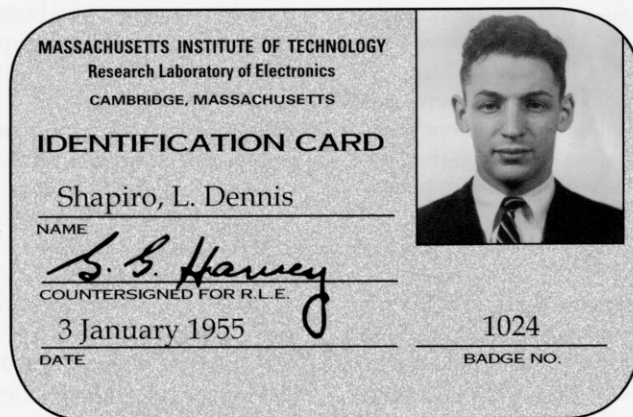 MASSACHUSETTS INSTITUTE OF TECHNOLOGY
Research Laboratory of Electronics
CAMBRIDGE, MASSACHUSETTS
IDENTIFICATION CARD
Shapiro, L. Dennis
NAME
G. G. Harvey
COUNTERSIGNED FOR R.L.E.
3 January 1955
DATE
1024
BADGE NO.